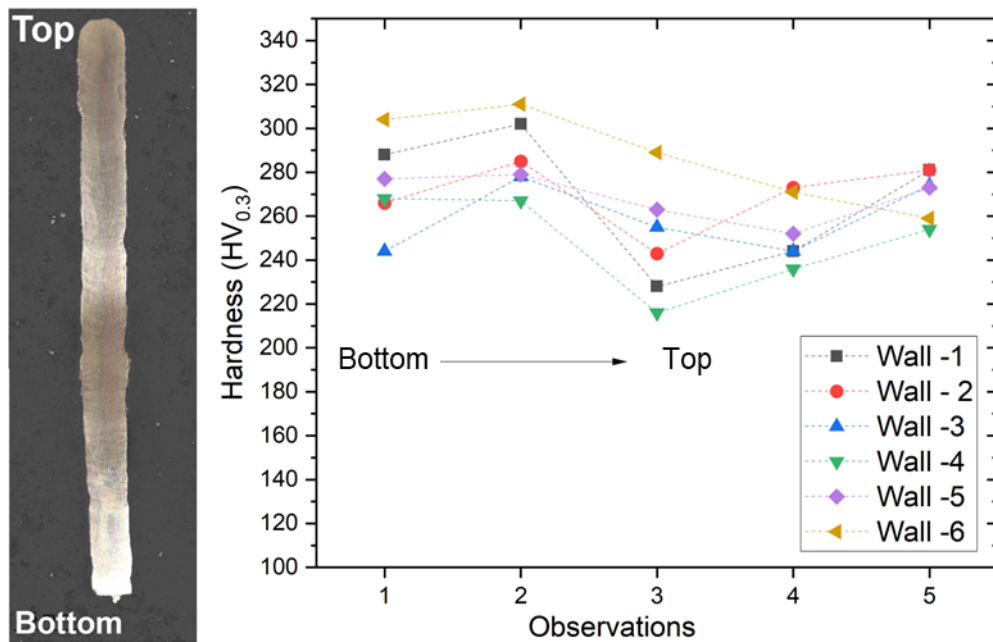 Top
Bottom
Hardness (HV0.3)
340
320
300
280
260
240
220
200
180
160
140
120
100
Bottom
Top
Wall -1
Wall - 2
Wall -3
Wall -4
Wall -5
Wall -6
1
2
3
4
5
Observations